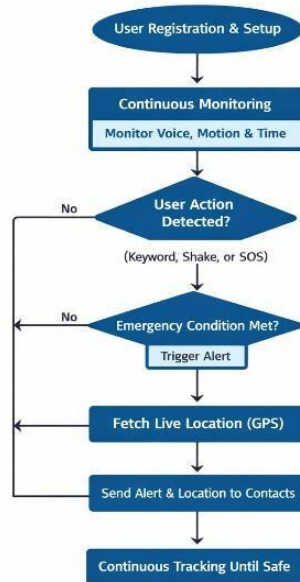 User Registration & Setup
Continuous Monitoring
Monitor Voice, Motion & Time
No
User Action
Detected?
(Keyword, Shake, or SOS)
No
Emergency Condition Met?
Trigger Alert
Fetch Live Location (GPS)
Send Alert & Location to Contacts
Continuous Tracking Until Safe